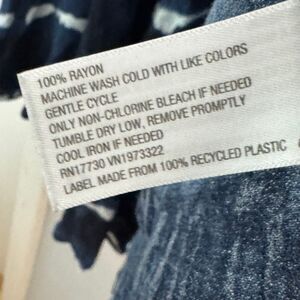 100% RAYON
MACHINE WASH COLD WITH LIKE COLORS
GENTLE CYCLE
ONLY NON-CHLORINE BLEACH IF NEEDED
TUMBLE DRY LOW, REMOVE PROMPTLY
COOL IRON IF NEEDED
RN17730 VN1973322
LABEL MADE FROM 100% RECYCLED PLASTIC